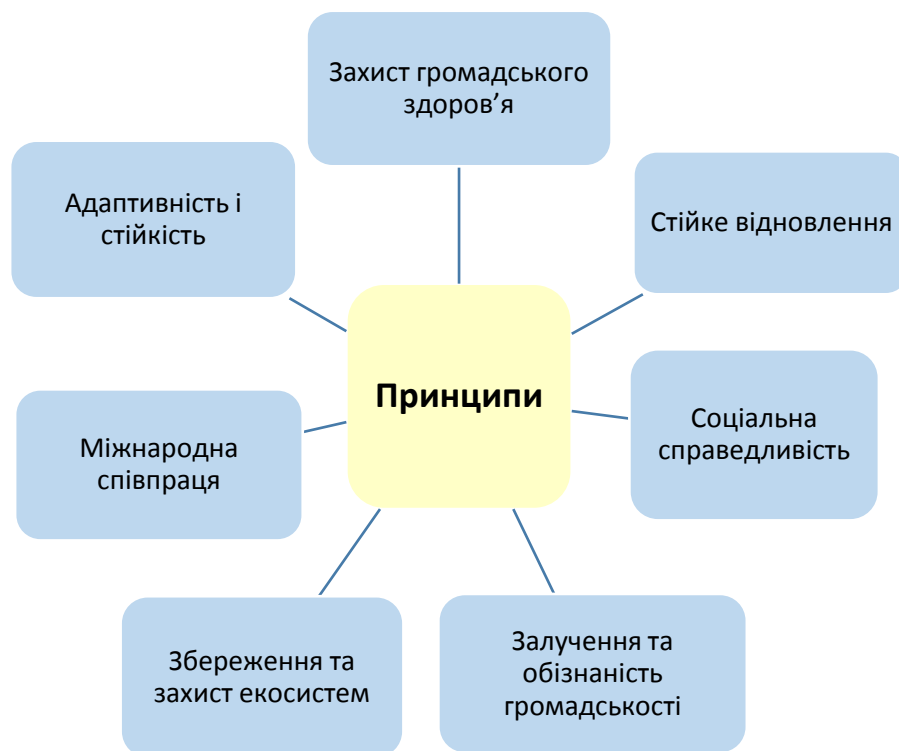 Захист громадського
здоров’я
Адаптивність і
стійкість
Стійке відновлення
Принципи
Соціальна
справедливість
Міжнародна
співпраця
Збереження та
захист екосистем
Залучення та
обізнаність
громадськості